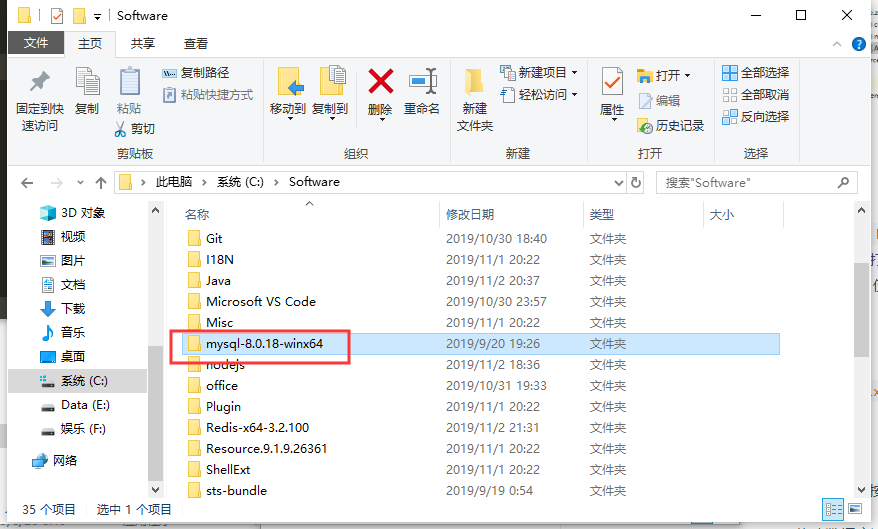 Software
文件 主页 共享 查看
固定到快速访问
复制
粘贴
复制路径
粘贴快捷方式
剪切
剪贴板
移动到
复制到
删除
重命名
组织
新建文件夹
新建项目
轻松访问
新建
属性
打开
编辑
历史记录
打开
全部选择
全部取消
反向选择
选择
此电脑 系统 (C:) Software
搜索"Software"
3D 对象
视频
图片
文档
下载
音乐
桌面
系统 (C:)
Data (E:)
娱乐 (F:)
网络
名称 修改日期 类型 大小
Git 2019/10/30 18:40 文件夹
I18N 2019/11/1 20:22 文件夹
Java 2019/11/2 20:37 文件夹
Microsoft VS Code 2019/10/30 23:57 文件夹
Misc 2019/11/1 20:22 文件夹
mysql-8.0.18-winx64 2019/9/20 19:26 文件夹
nodejs 2019/11/2 18:36 文件夹
office 2019/10/31 19:33 文件夹
Plugin 2019/11/1 20:22 文件夹
Redis-x64-3.2.100 2019/11/2 21:31 文件夹
Resource.9.1.9.26361 2019/11/1 20:22 文件夹
ShellExt 2019/11/1 20:22 文件夹
sts-bundle 2019/9/19 0:54 文件夹
35 个项目 选中 1 个项目